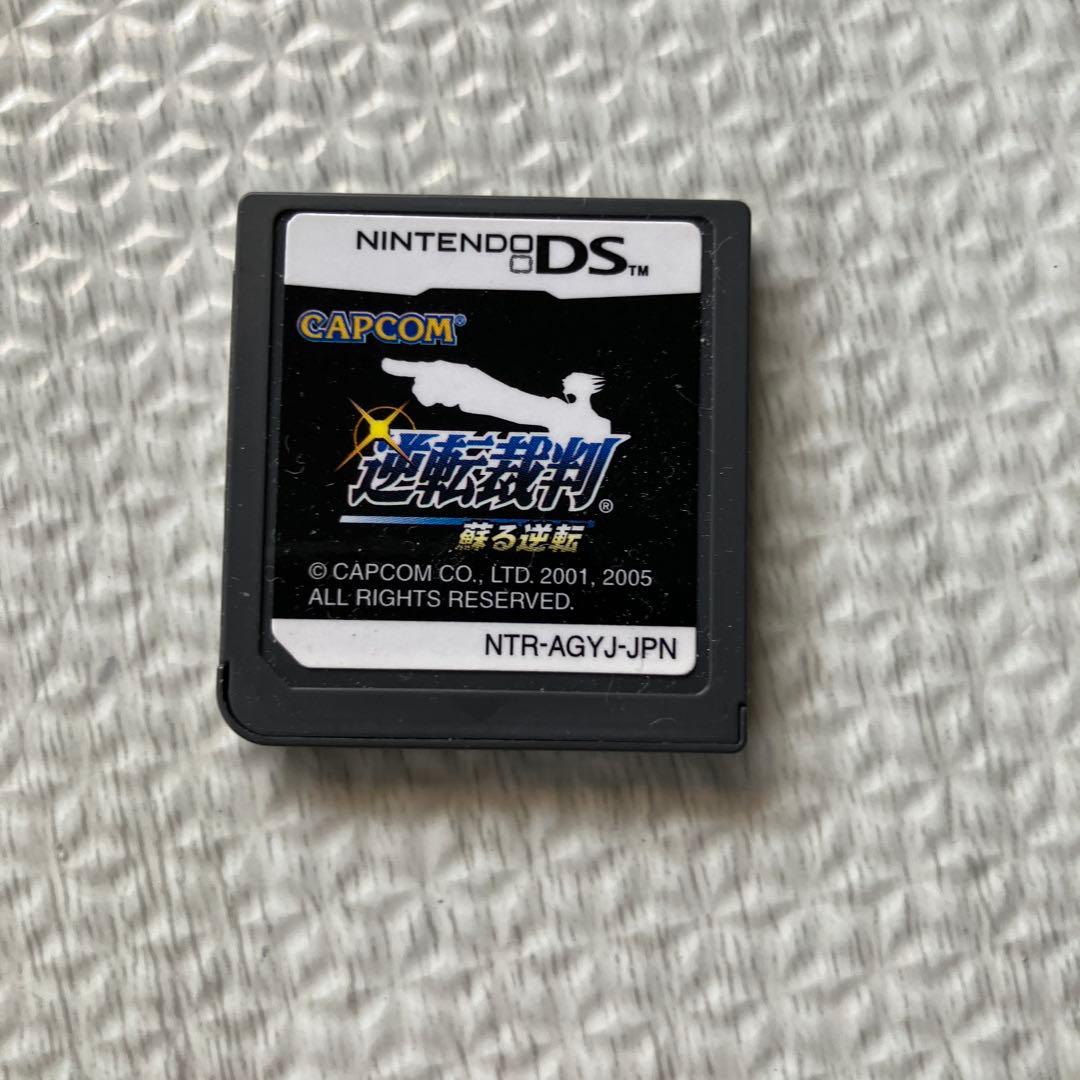 NINTENDO DS™
CAPCOM®
逆転裁判®
蘇る逆転
© CAPCOM CO., LTD. 2001, 2005
ALL RIGHTS RESERVED.
NTR-AGYJ-JPN